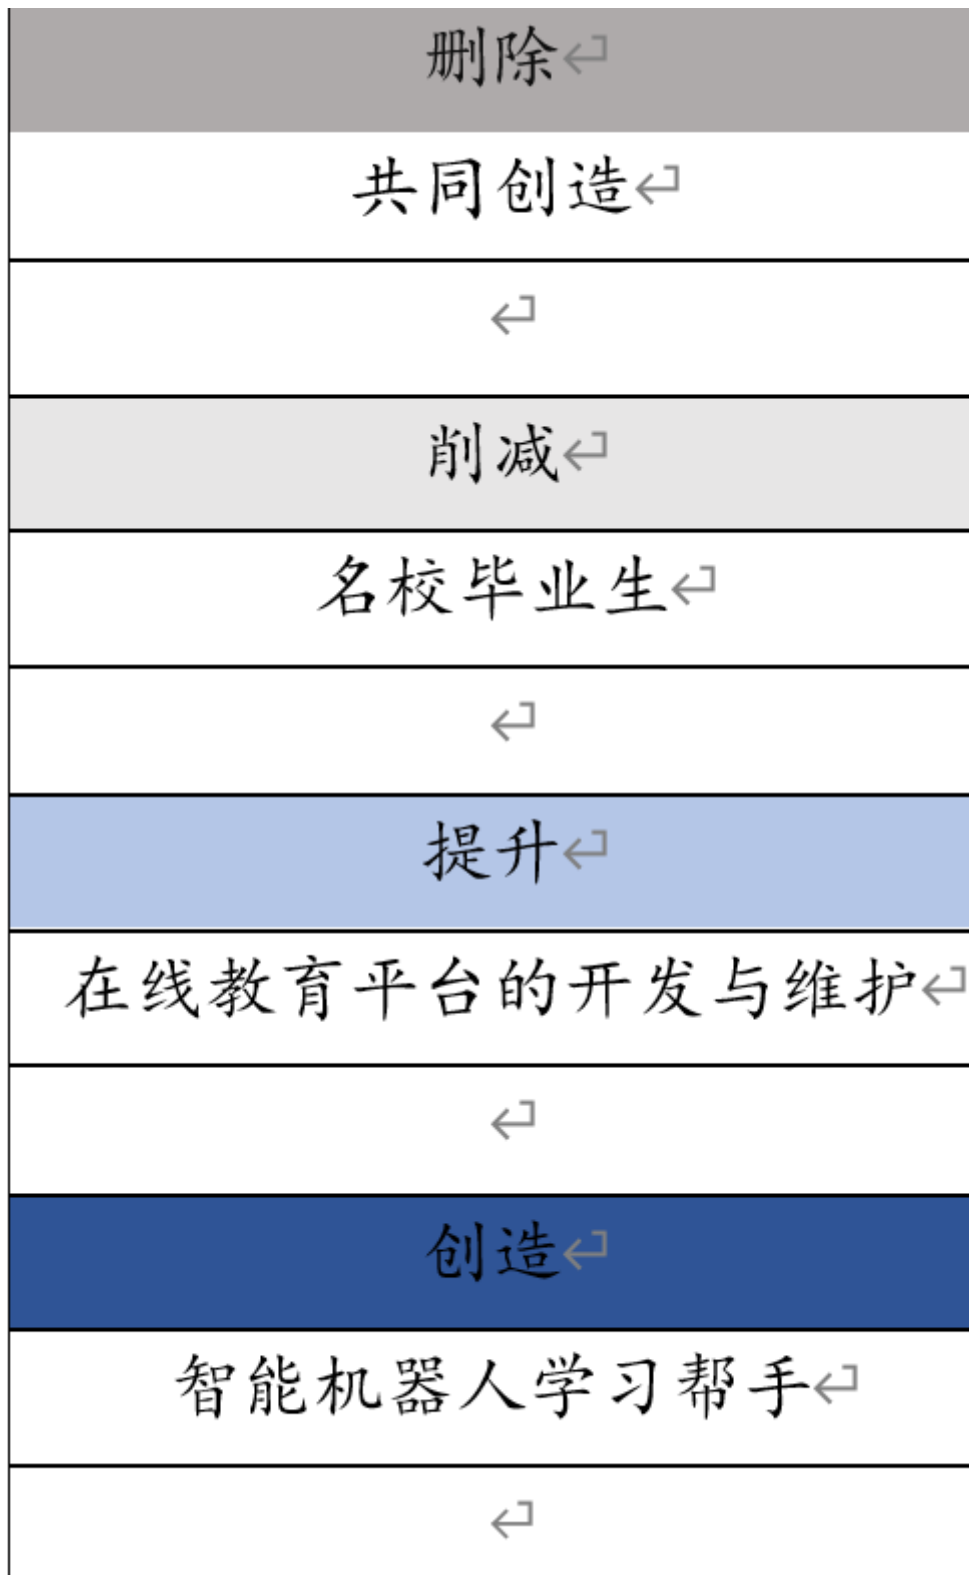 删除
共同创造
削减
名校毕业生
提升
在线教育平台的开发与维护
创造
智能机器人学习帮手